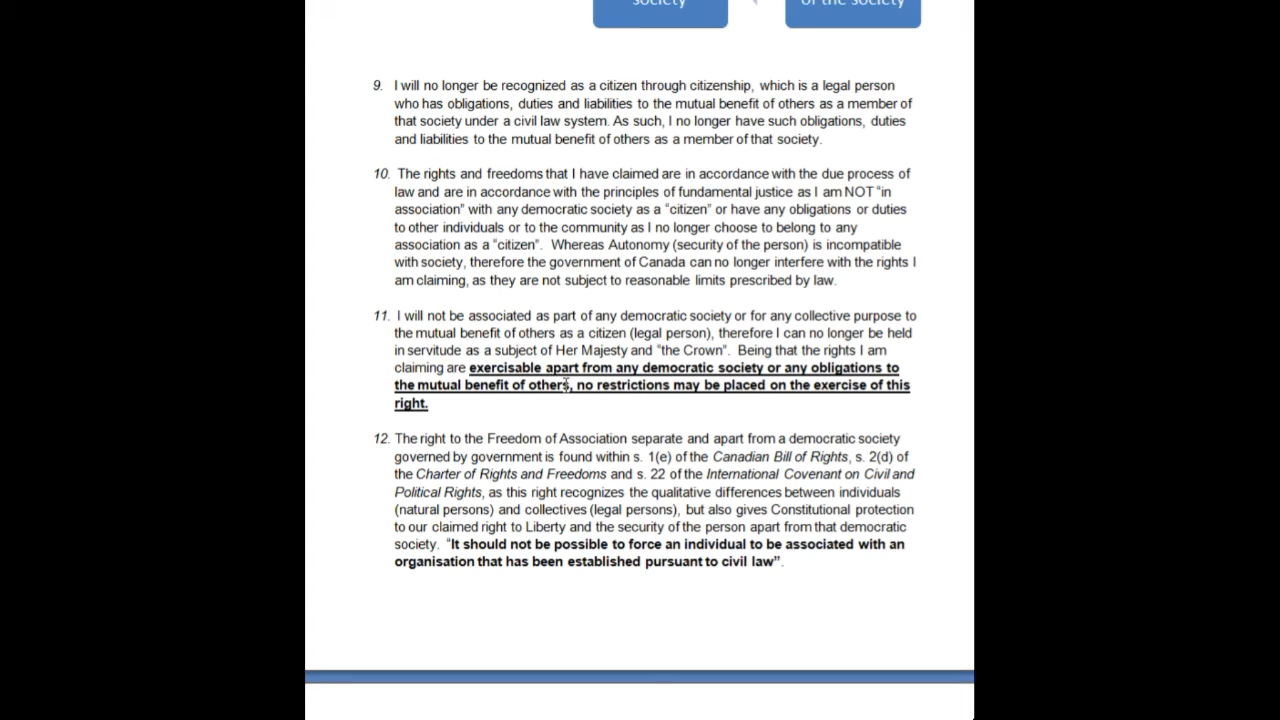 society
of the society
9. I will no longer be recognized as a citizen through citizenship, which is a legal person
who has obligations, duties and liabilities to the mutual benefit of others as a member of
that society under a civil law system. As such, I no longer have such obligations, duties
and liabilities to the mutual benefit of others as a member of that society.
10. The rights and freedoms that I have claimed are in accordance with the due process of
law and are in accordance with the principles of fundamental justice as I am NOT “in
association” with any democratic society as a “citizen” or have any obligations or duties
to other individuals or to the community as I no longer choose to belong to any
association as a “citizen”. Whereas Autonomy (security of the person) is incompatible
with society, therefore the government of Canada can no longer interfere with the rights I
am claiming, as they are not subject to reasonable limits prescribed by law.
11. I will not be associated as part of any democratic society or for any collective purpose to
the mutual benefit of others as a citizen (legal person), therefore I can no longer be held
in servitude as a subject of Her Majesty and “the Crown”. Being that the rights I am
claiming are exercisable apart from any democratic society or any obligations to
the mutual benefit of others, no restrictions may be placed on the exercise of this
right.
12. The right to the Freedom of Association separate and apart from a democratic society
governed by government is found within s. 1(e) of the Canadian Bill of Rights, s. 2(d) of
the Charter of Rights and Freedoms and s. 22 of the International Covenant on Civil and
Political Rights, as this right recognizes the qualitative differences between individuals
(natural persons) and collectives (legal persons), but also gives Constitutional protection
to our claimed right to Liberty and the security of the person apart from that democratic
society. “It should not be possible to force an individual to be associated with an
organisation that has been established pursuant to civil law”.